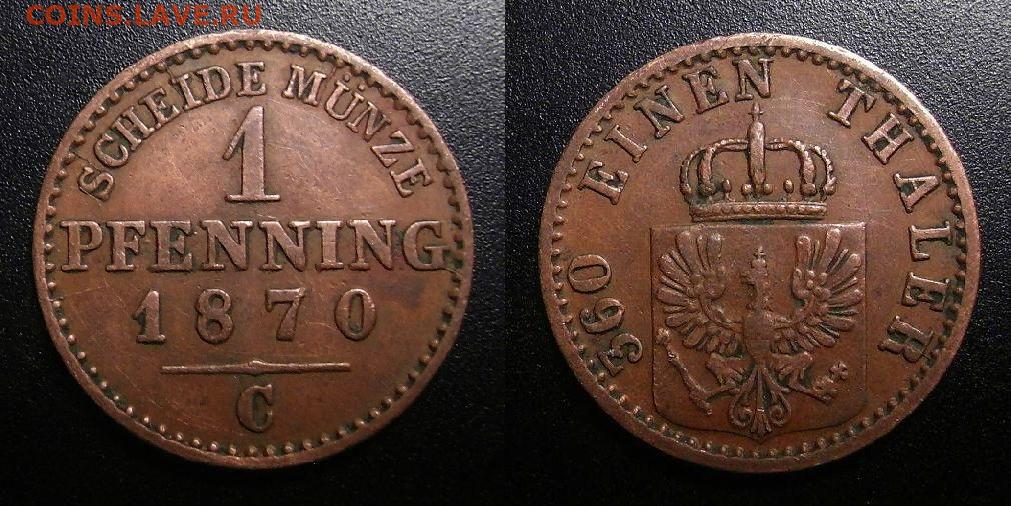 COINS.LAVE.RU
SCHEIDE MÜNZE
1
PFENNING
1870
C
360 EINEN THALER